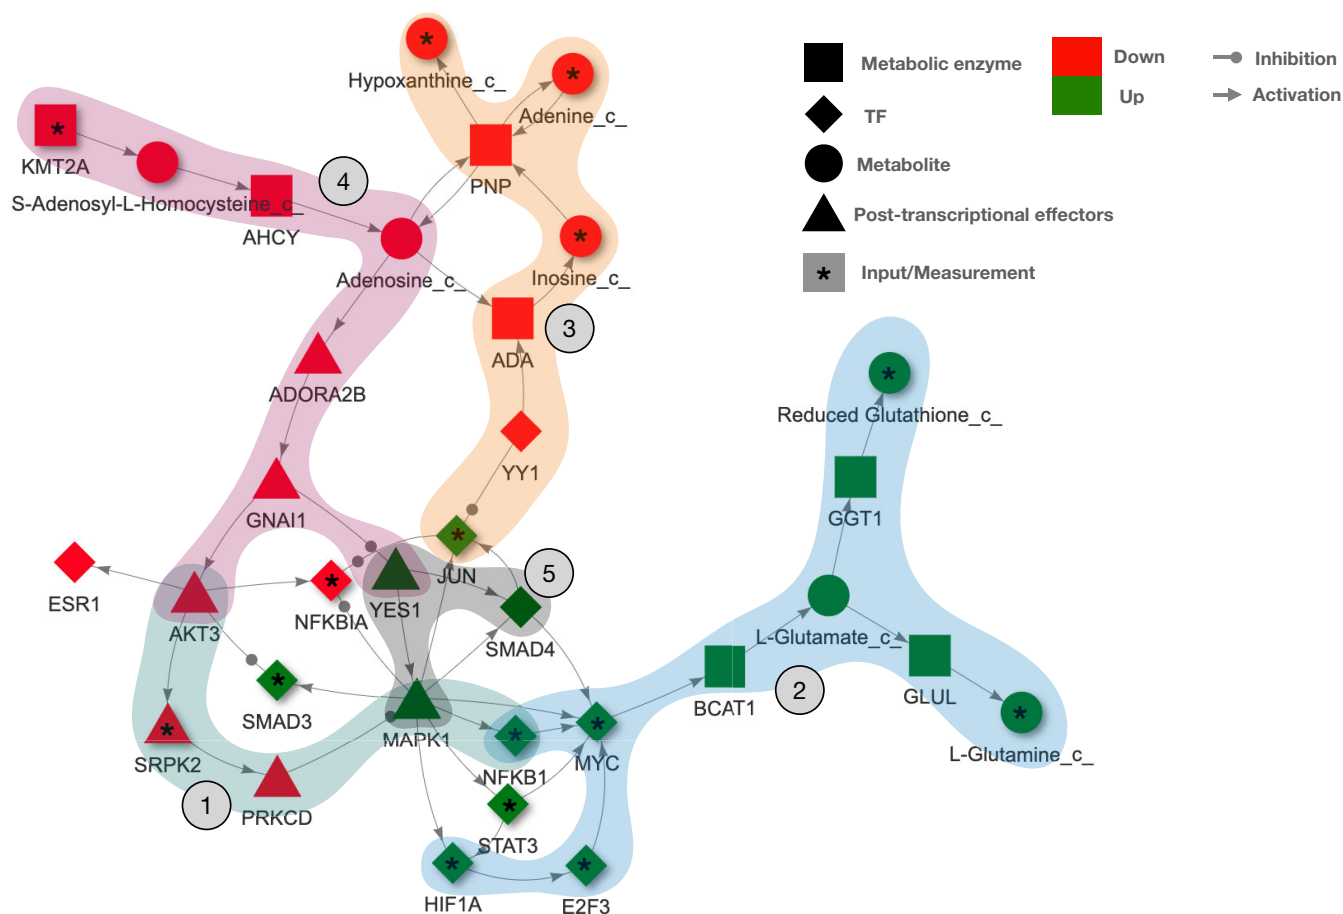 Hypoxanthine_c_
Adenine_c_
KMT2A
S-Adenosyl-L-Homocysteine_c_
AHCY
4
PNP
Adenosine_c_
Inosine_c_
ADA
3
ADORA2B
YY1
GNAI1
JUN
5
ESR1
AKT3
NFKBIA
YES1
SMAD4
SMAD3
MAPK1
SRPK2
PRKCD
1
NFKB1
MYC
STAT3
HIF1A
E2F3
BCAT1
2
L-Glutamate_c_
GLUL
L-Glutamine_c_
GGT1
Reduced Glutathione_c_
Metabolic enzyme
TF
Metabolite
Post-transcriptional effectors
* Input/Measurement
Down
Up
Inhibition
Activation